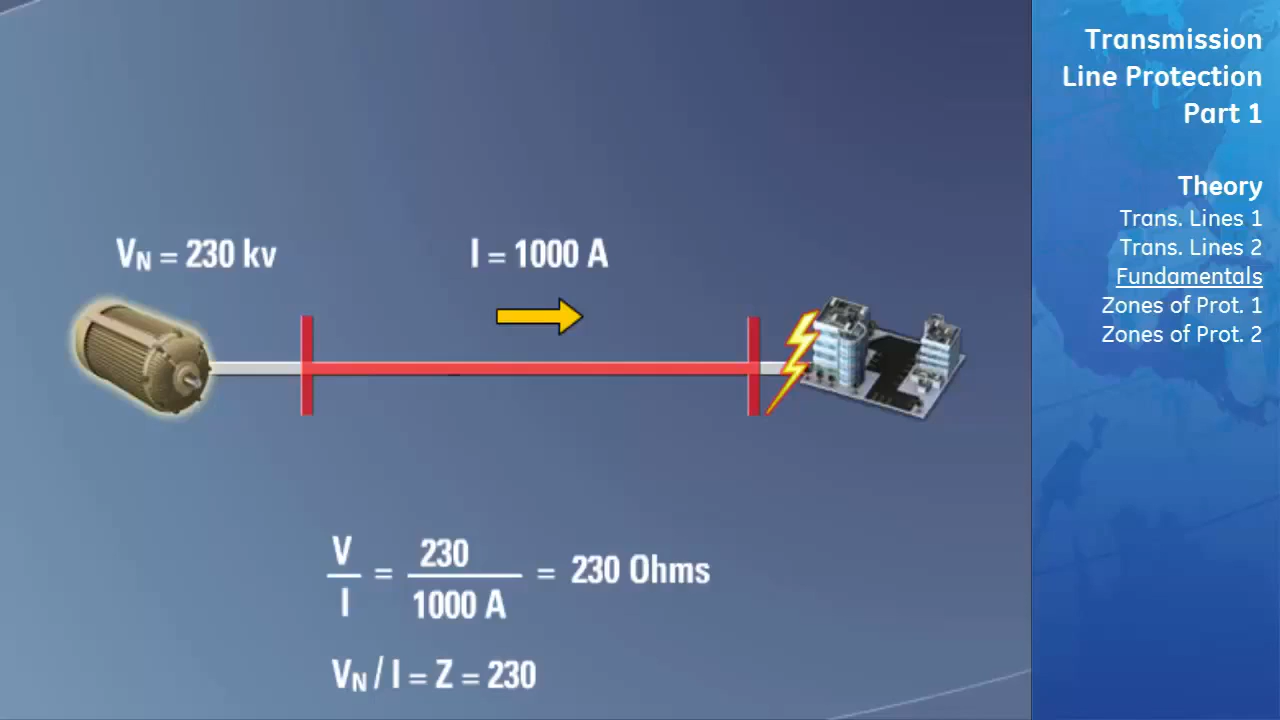 Transmission
Line Protection
Part 1
Theory
Trans. Lines 1
Trans. Lines 2
Fundamentals
Zones of Prot. 1
Zones of Prot. 2
VN = 230 kv
I = 1000 A
V / I = 230 / 1000 A = 230 Ohms
VN / I = Z = 230